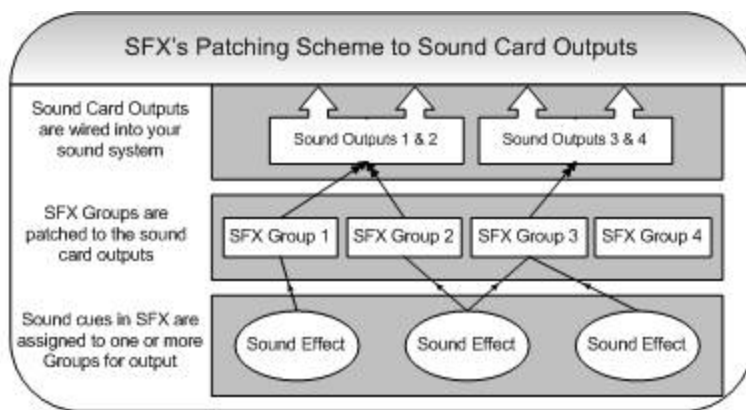 SFX's Patching Scheme to Sound Card Outputs
Sound Card Outputs
are wired into your
sound system
Sound Outputs 1 & 2
Sound Outputs 3 & 4
SFX Groups are
patched to the sound
card outputs
SFX Group 1
SFX Group 2
SFX Group 3
SFX Group 4
Sound cues in SFX are
assigned to one or more
Groups for output
Sound Effect
Sound Effect
Sound Effect